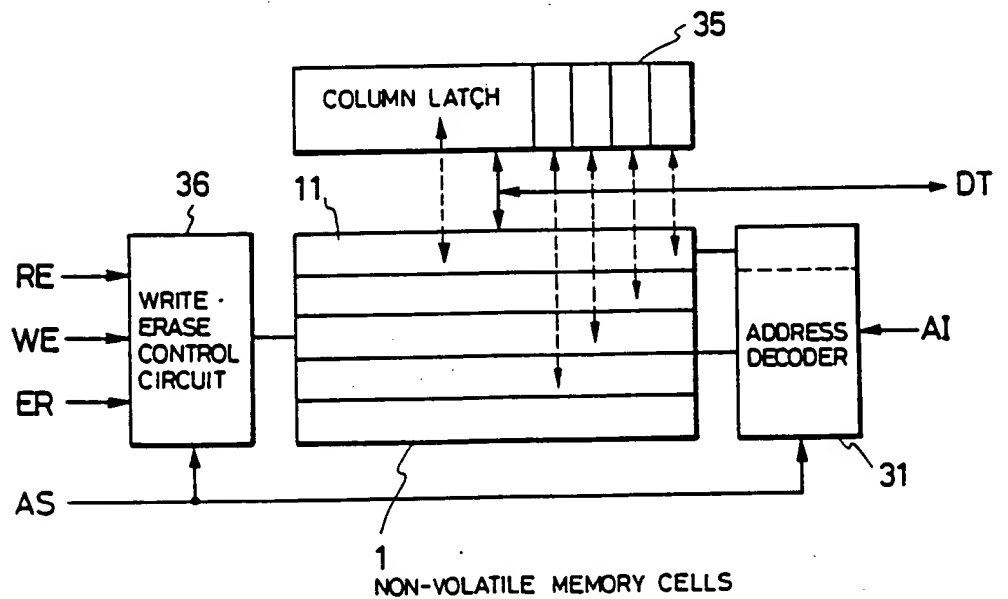 35
COLUMN LATCH
36
11
DT
RE
WE
ER
WRITE ·
ERASE
CONTROL
CIRCUIT
ADDRESS
DECODER
AI
AS
31
1
NON-VOLATILE MEMORY CELLS